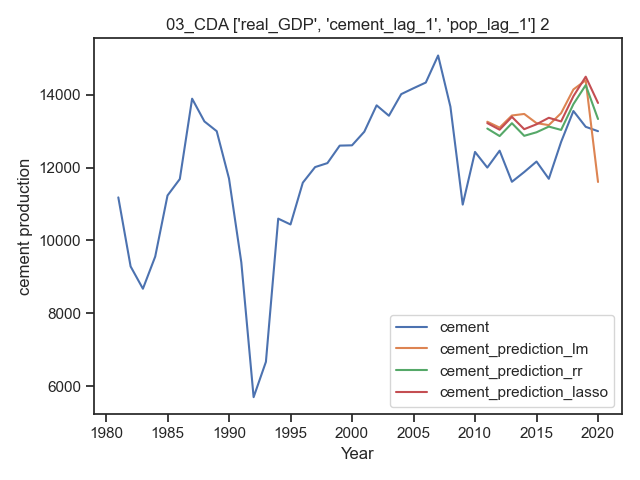 03_CDA ['real_GDP', 'cement_lag_1', 'pop_lag_1'] 2
cement production
14000
12000
10000
8000
6000
cement
cement_prediction_lm
cement_prediction_rr
cement_prediction_lasso
1980 1985 1990 1995 2000 2005 2010 2015 2020
Year